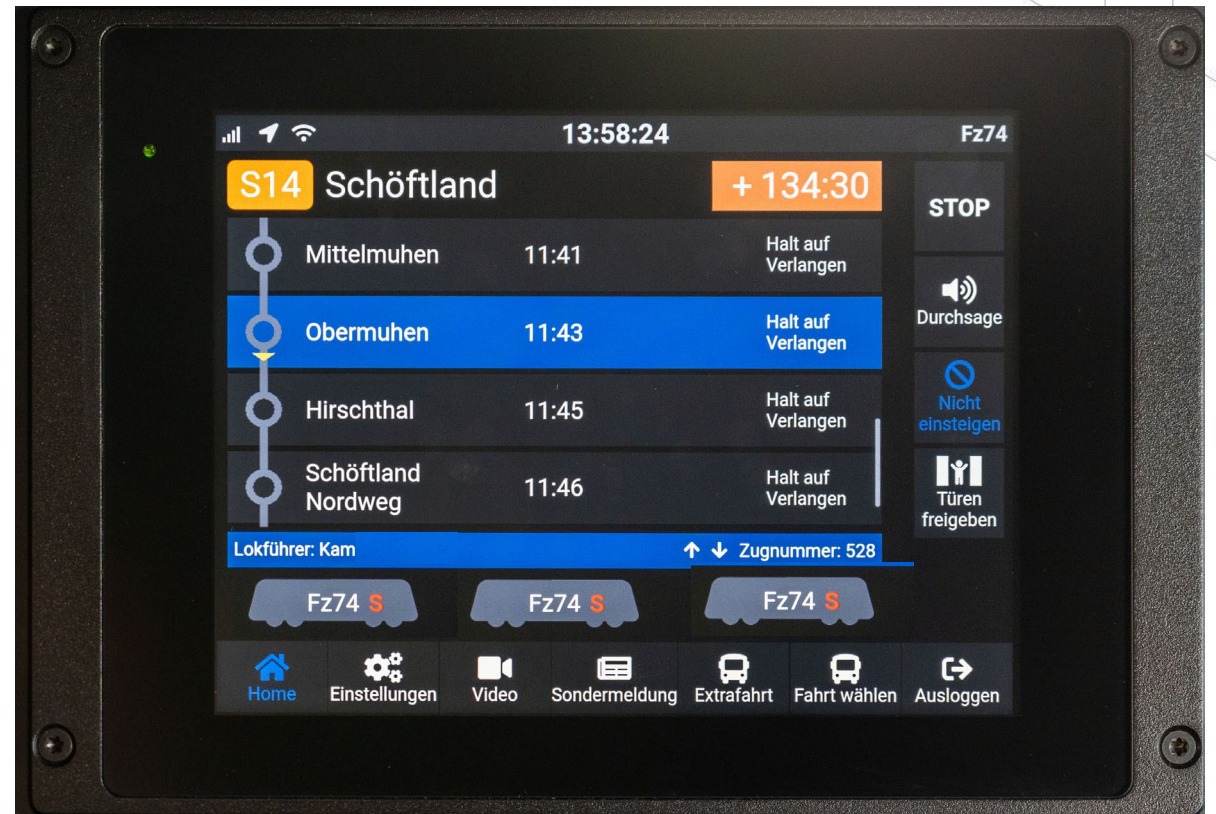 13:58:24
Fz74
S14 Schöftland
+ 134:30
STOP
Mittelmuhen 11:41 Halt auf
Verlangen
Durchsage
Obermuhen 11:43 Halt auf
Verlangen
Nicht
einsteigen
Hirschthal 11:45 Halt auf
Verlangen
Türen
freigeben
Schöftland
Nordweg 11:46 Halt auf
Verlangen
Lokführer: Kam
Zugnummer: 528
Fz74 S
Fz74 S
Fz74 S
Home
Einstellungen
Video
Sondermeldung
Extrafahrt
Fahrt wählen
Ausloggen